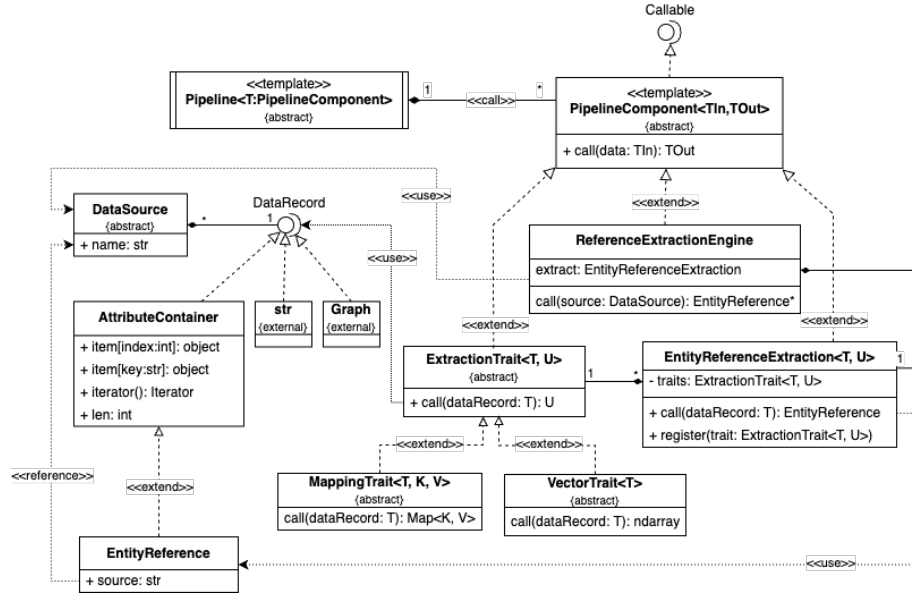 Callable
<<template>>
Pipeline<T:PipelineComponent>
{abstract}
1
<<call>>
*
<<template>>
PipelineComponent<TIn,TOut>
{abstract}
+ call(data: TIn): TOut
<<use>>
<<extend>>
DataSource
{abstract}
+ name: str
*
1
DataRecord
<<use>>
ReferenceExtractionEngine
extract: EntityReferenceExtraction
call(source: DataSource): EntityReference*
<<extend>>
<<extend>>
AttributeContainer
+ item[index:int]: object
+ item[key:str]: object
+ iterator(): Iterator
+ len: int
str
{external}
Graph
{external}
ExtractionTrait<T, U>
{abstract}
+ call(dataRecord: T): U
1
*
EntityReferenceExtraction<T, U>
- traits: ExtractionTrait<T, U>
+ call(dataRecord: T): EntityReference
+ register(trait: ExtractionTrait<T, U>)
1
<<extend>>
<<extend>>
<<reference>>
<<extend>>
MappingTrait<T, K, V>
{abstract}
call(dataRecord: T): Map<K, V>
VectorTrait<T>
{abstract}
call(dataRecord: T): ndarray
EntityReference
+ source: str
<<use>>